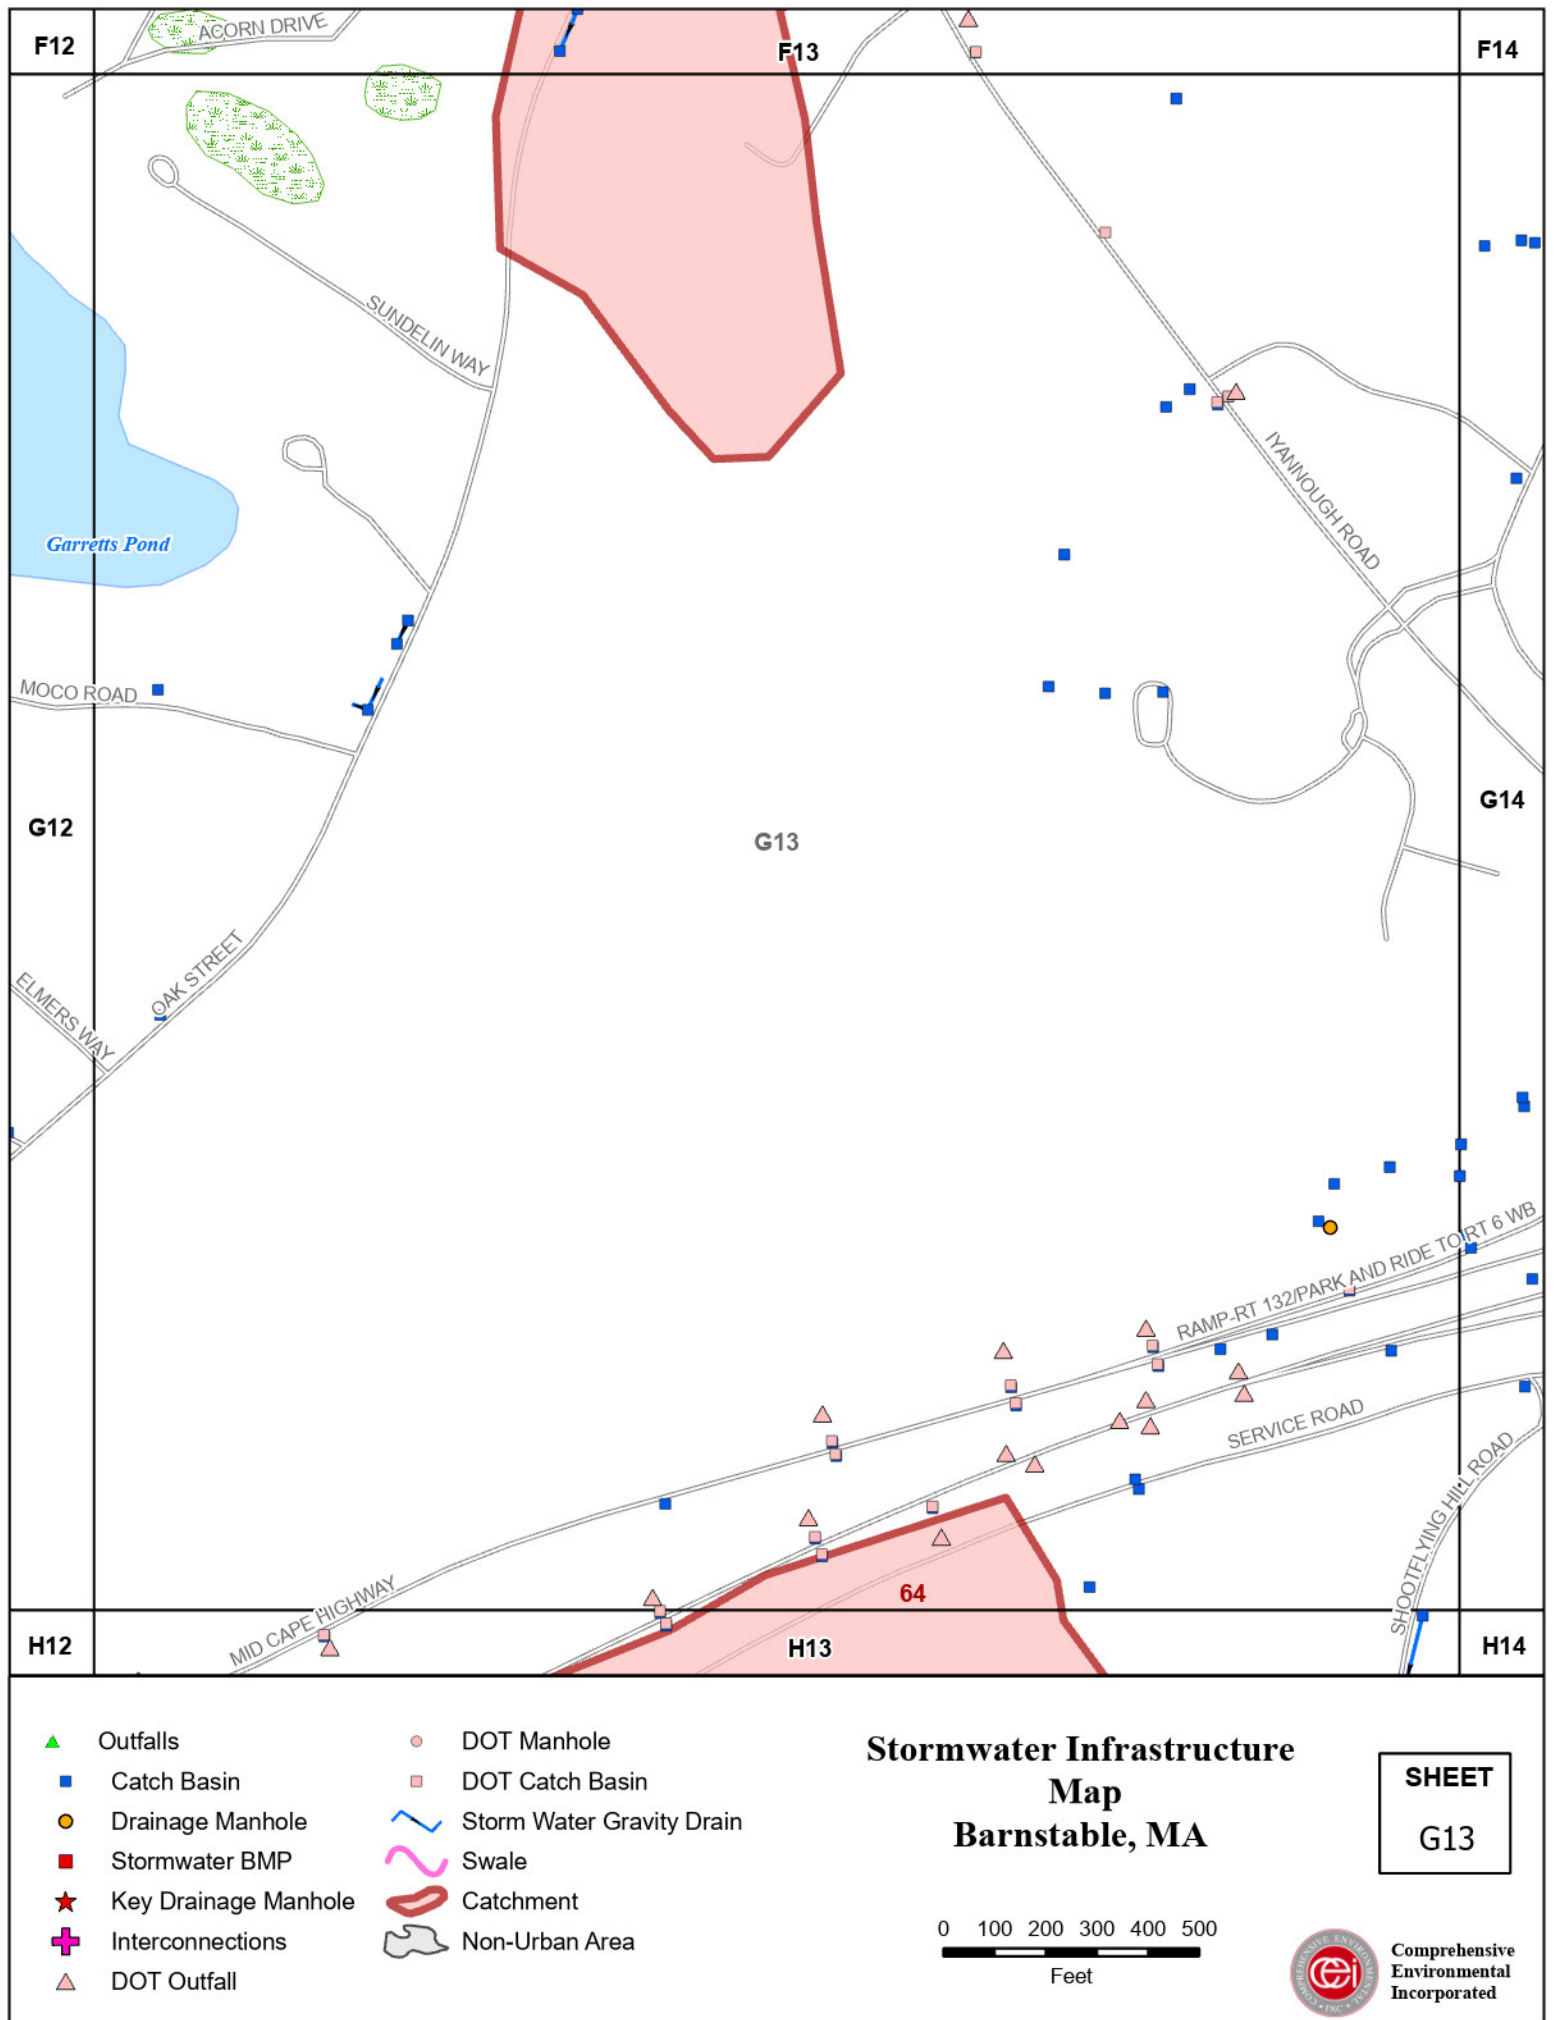 F12
ACORN DRIVE
F13
F14
SUNDELIN WAY
IYANNOUGH ROAD
Garretts Pond
MOCO ROAD
G12
G13
G14
OAK STREET
ELMERS WAY
RAMP-RT 132/PARK AND RIDE TO RT 6 WB
SERVICE ROAD
SHOOTFLYING HILL ROAD
MID CAPE HIGHWAY
64
H12
H13
H14
Outfalls
Catch Basin
Drainage Manhole
Stormwater BMP
Key Drainage Manhole
Interconnections
DOT Outfall
DOT Manhole
DOT Catch Basin
Storm Water Gravity Drain
Swale
Catchment
Non-Urban Area
Stormwater Infrastructure
Map
Barnstable, MA
0 100 200 300 400 500
Feet
SHEET
G13
COMPREHENSIVE ENVIRONMENTAL INC
cei
Comprehensive
Environmental
Incorporated